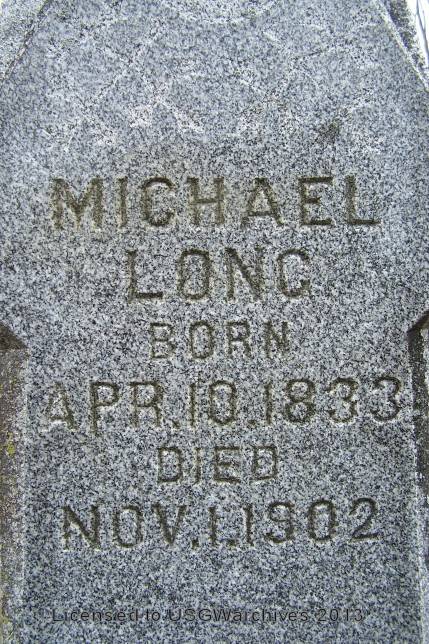 MICHAEL
LONG
BORN
APR.10.1833
DIED
NOV.1.1902
© Licensed to USGWarchives 2013